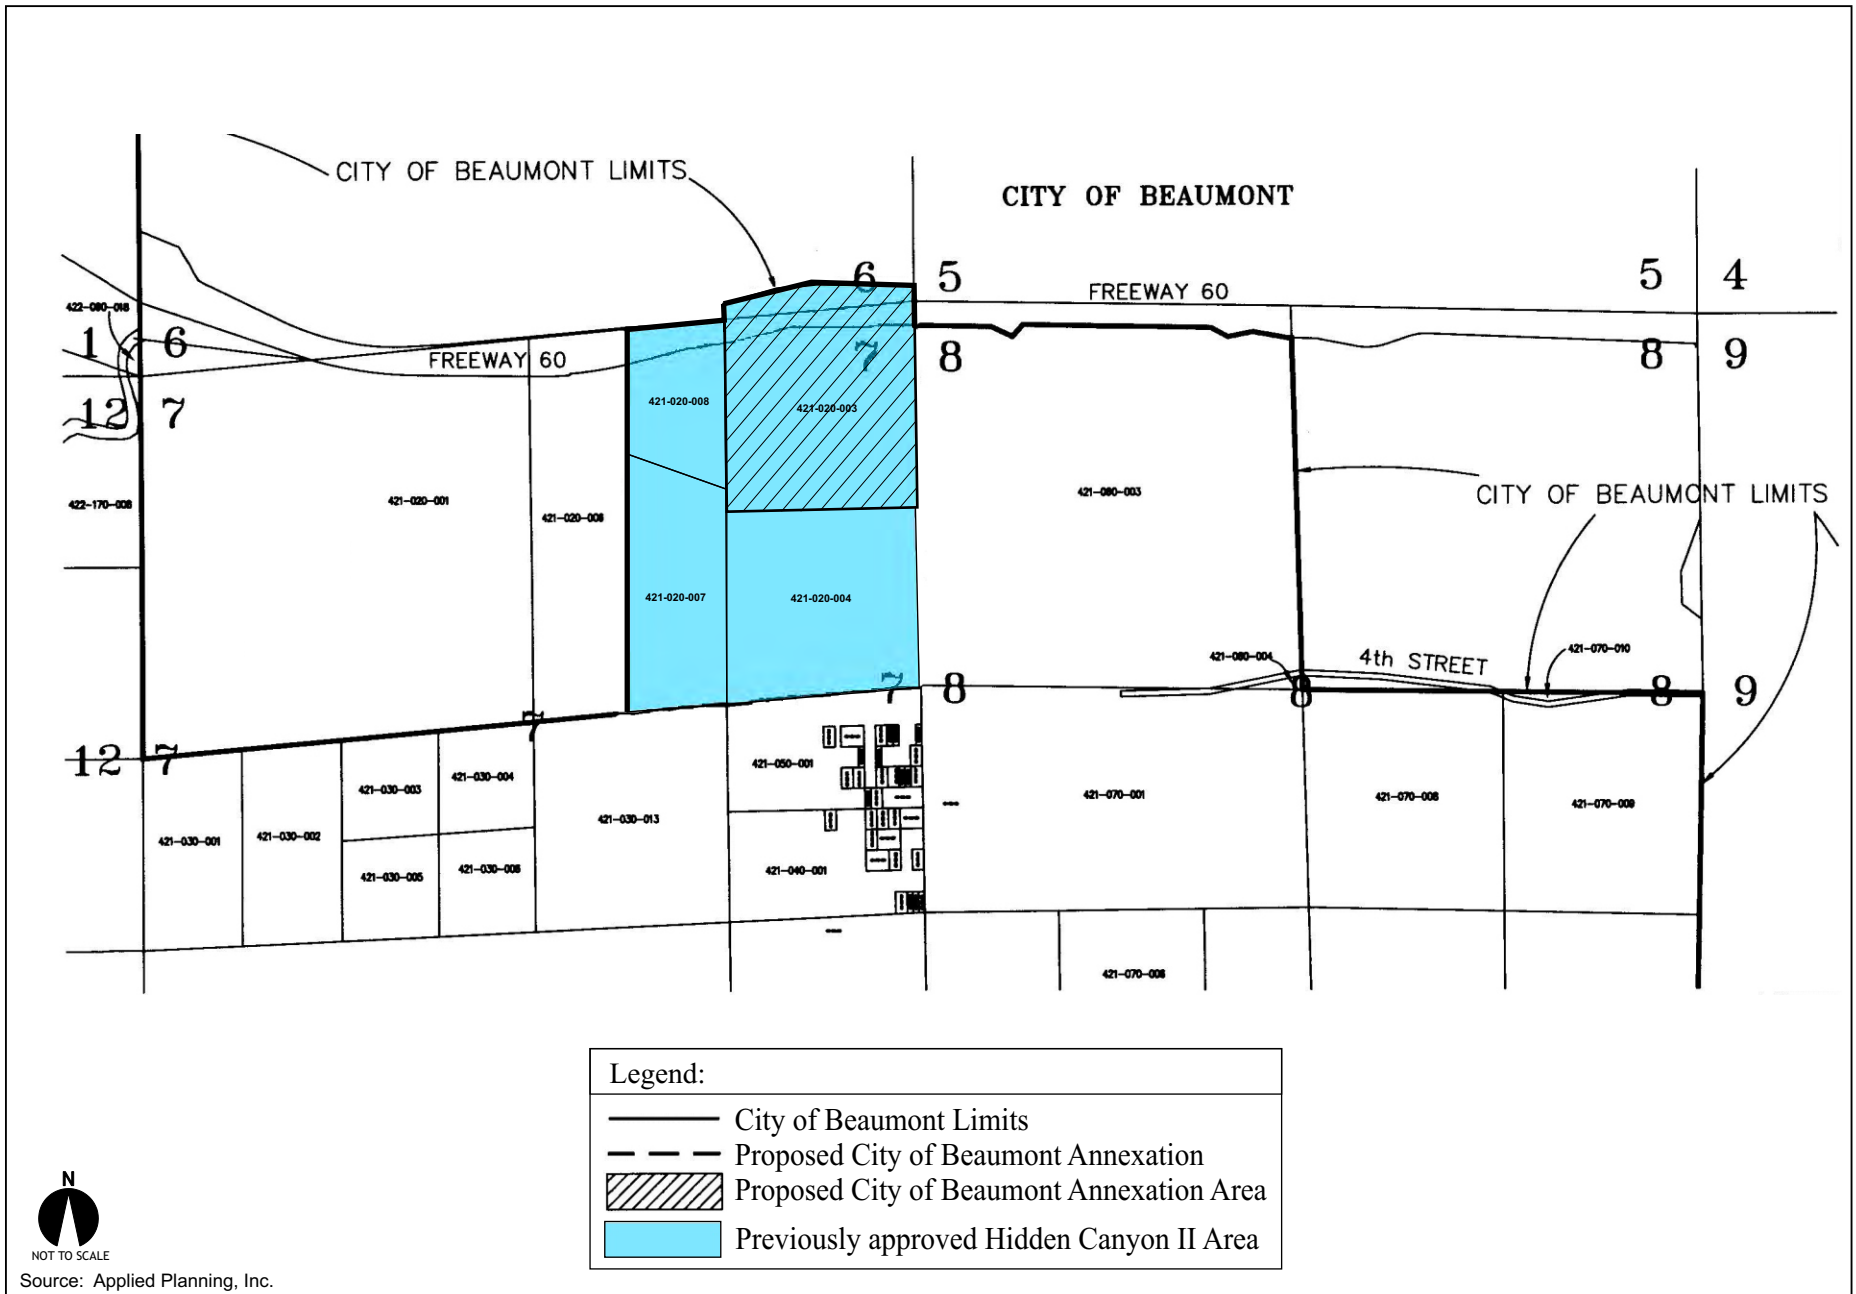 CITY OF BEAUMONT LIMITS
CITY OF BEAUMONT
6 5
5 4
FREEWAY 60
422-080-018
1 6
FREEWAY 60
7 8
8 9
12 7
421-020-008
421-020-003
422-170-008
421-020-001
421-020-008
421-080-003
CITY OF BEAUMONT LIMITS
421-020-007
421-020-004
421-080-004
4th STREET
421-070-010
7 8
8
8 9
7
12 7
421-050-001
421-030-003
421-030-004
421-070-001
421-070-008
421-070-009
421-030-001
421-030-002
421-030-013
421-030-005
421-030-006
421-040-001
421-070-006
Legend:
City of Beaumont Limits
Proposed City of Beaumont Annexation
Proposed City of Beaumont Annexation Area
Previously approved Hidden Canyon II Area
N
NOT TO SCALE
Source: Applied Planning, Inc.